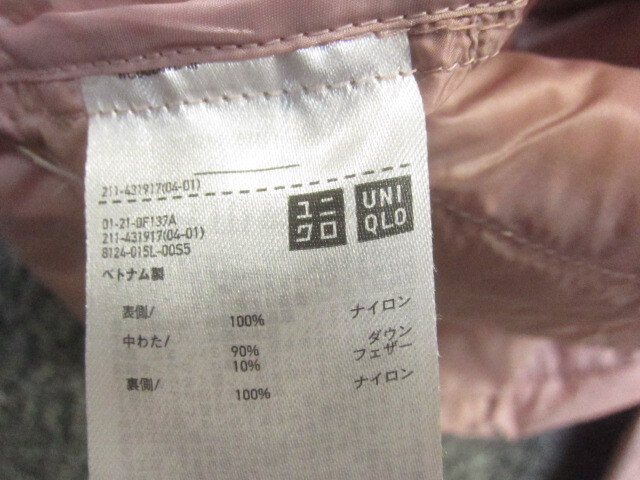 211-431917(04-01)
01-21-0F137A
211-431917(04-01)
8124-015L-00S5
ユニ
クロ
UNI
QLO
ベトナム製
表側/
100% ナイロン
中わた/
90% ダウン
10% フェザー
裏側/
100% ナイロン